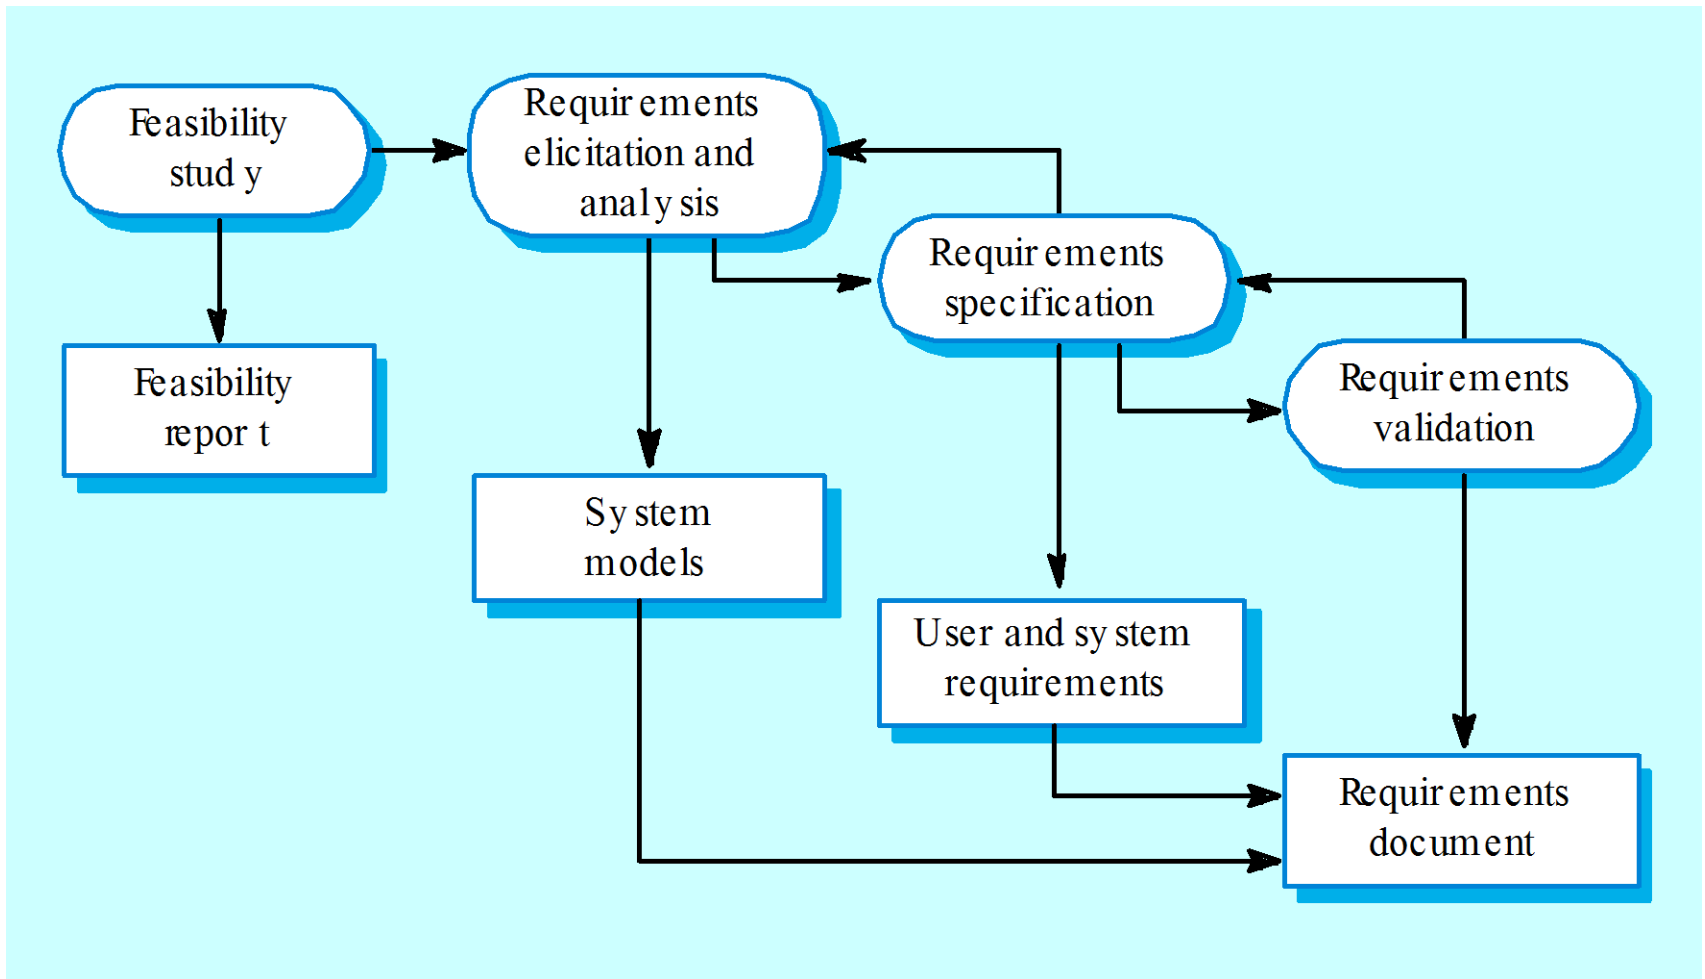 Feasibility
study
Requirements
elicitation and
analysis
Requirements
specification
Requirements
validation
Feasibility
report
System
models
User and system
requirements
Requirements
document